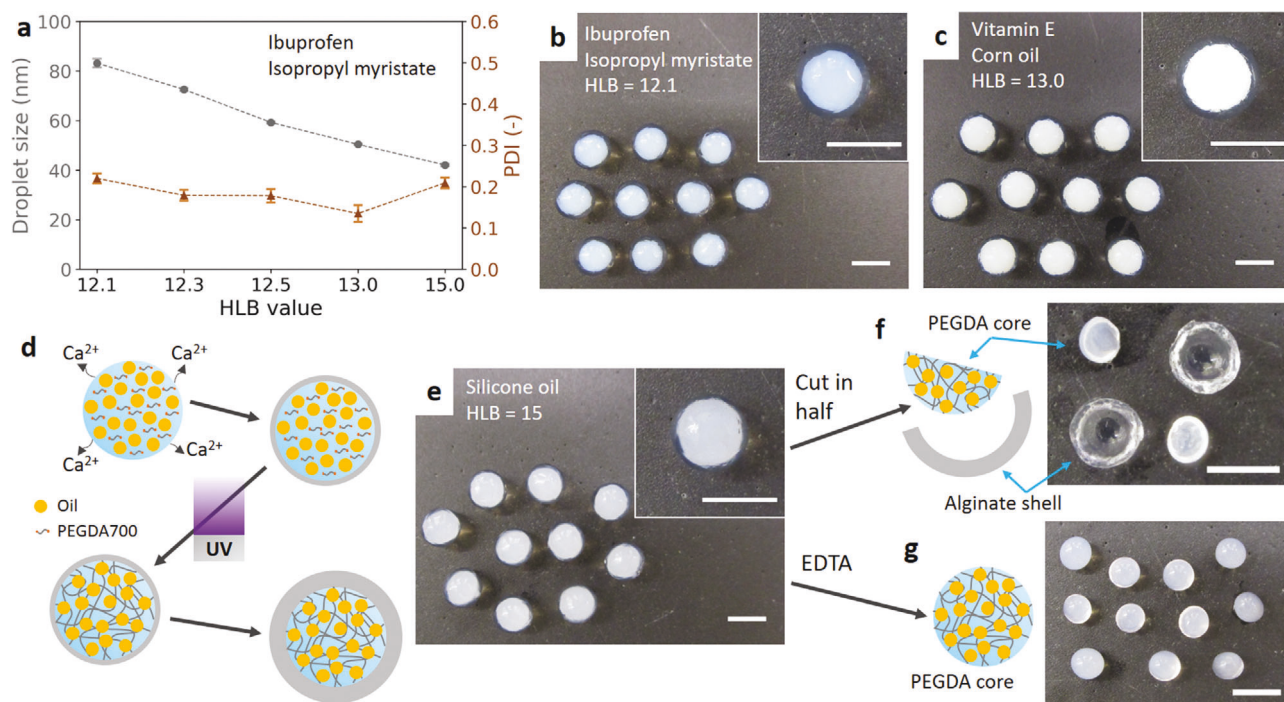 a
Ibuprofen
Isopropyl myristate
Droplet size (nm)
100
80
60
40
20
0
PDI (-)
0.6
0.5
0.4
0.3
0.2
0.1
0.0
12.1 12.3 12.5 13.0 15.0
HLB value
b
Ibuprofen
Isopropyl myristate
HLB = 12.1
c
Vitamin E
Corn oil
HLB = 13.0
d
Ca2+
Ca2+
Ca2+
Ca2+
Oil
PEGDA700
UV
e
Silicone oil
HLB = 15
Cut in
half
EDTA
f
PEGDA core
Alginate shell
g
PEGDA core